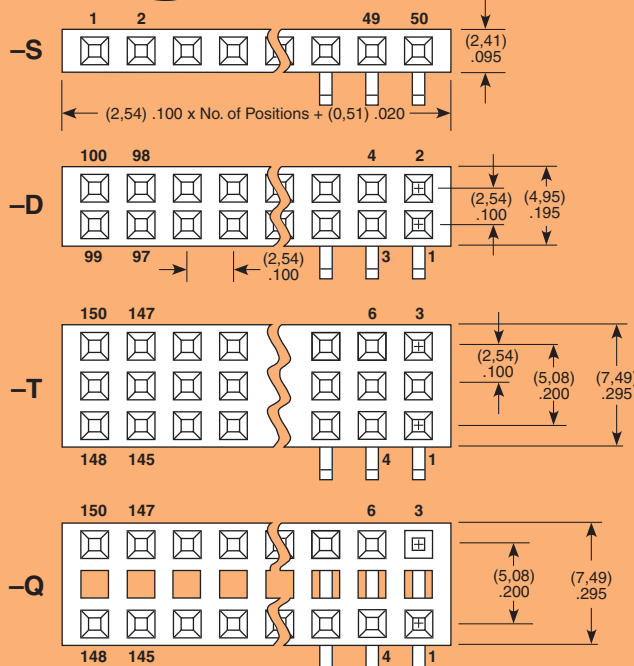 1 2 49 50
–S
(2,41)
.095
(2,54) .100 x No. of Positions + (0,51) .020
100 98 4 2
–D
(2,54)
.100
(4,95)
.195
99 97 3 1
(2,54)
.100
150 147 6 3
–T
(2,54)
.100
(5,08)
.200
(7,49)
.295
148 145 4 1
150 147 6 3
–Q
(5,08)
.200
(7,49)
.295
148 145 4 1